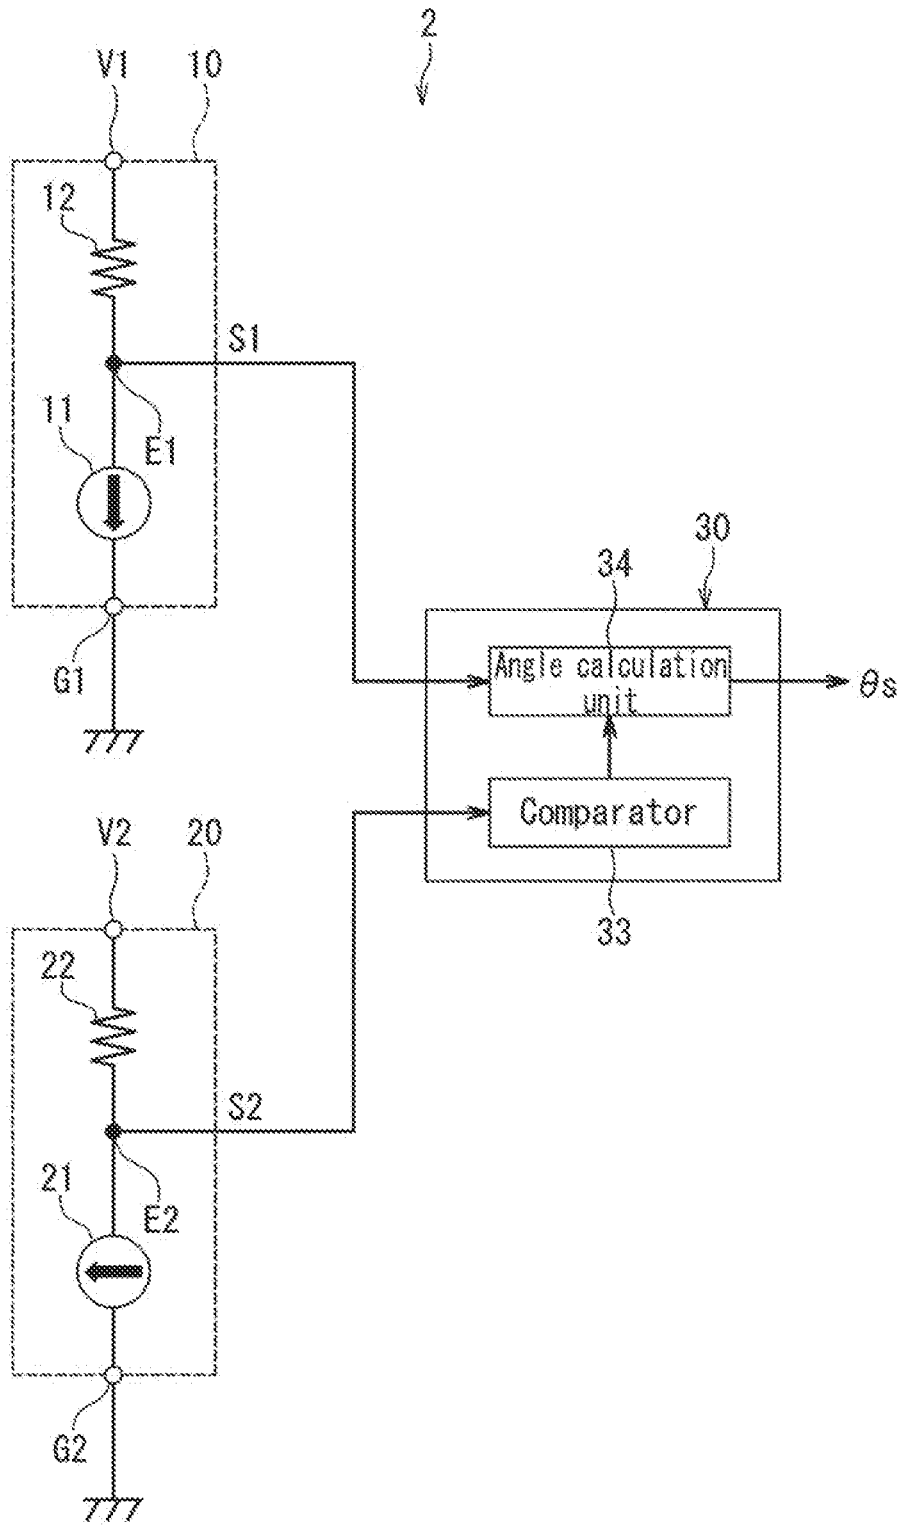 2
V1
10
12
S1
11
E1
30
34
G1
Angle calculation
unit
θs
V2
20
Comparator
33
22
S2
21
E2
G2